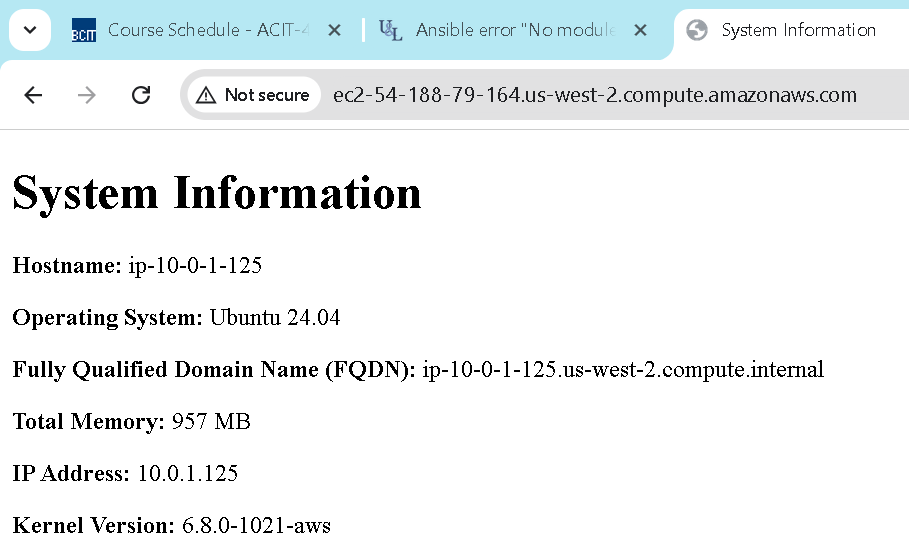 BCIT Course Schedule - ACIT-4
UL Ansible error "No module
System Information
Not secure ec2-54-188-79-164.us-west-2.compute.amazonaws.com
System Information
Hostname: ip-10-0-1-125
Operating System: Ubuntu 24.04
Fully Qualified Domain Name (FQDN): ip-10-0-1-125.us-west-2.compute.internal
Total Memory: 957 MB
IP Address: 10.0.1.125
Kernel Version: 6.8.0-1021-aws